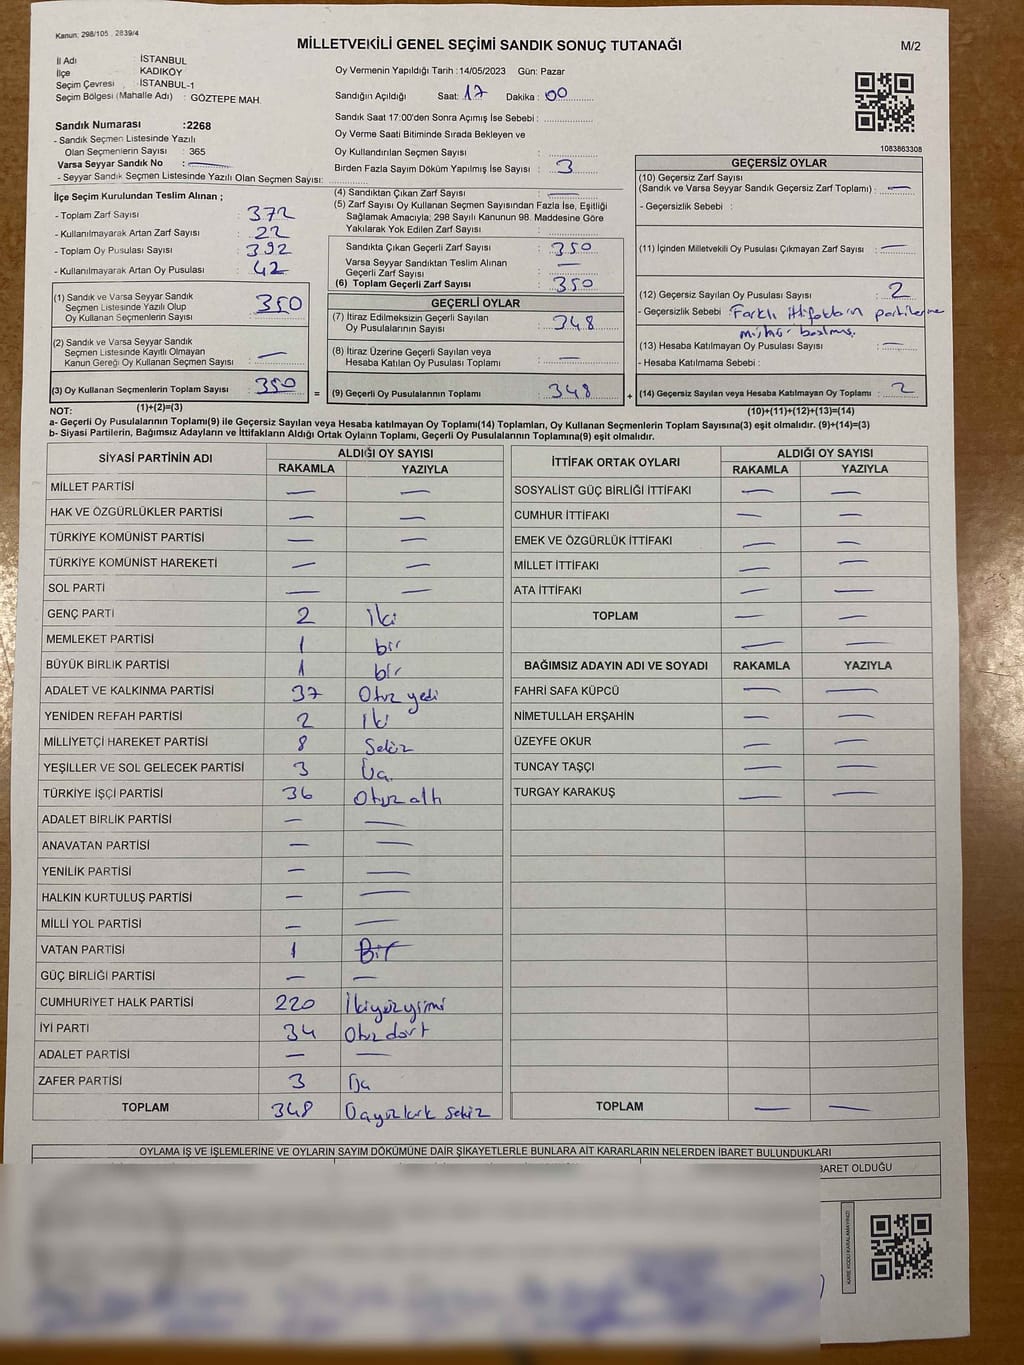 Kanun: 298/105 . 2839/4
MİLLETVEKİLİ GENEL SEÇİMİ SANDIK SONUÇ TUTANAĞI
M/2
İl Adı : İSTANBUL
İlçe : KADIKÖY
Seçim Çevresi : İSTANBUL-1
Seçim Bölgesi (Mahalle Adı) : GÖZTEPE MAH.
Oy Vermenin Yapıldığı Tarih :14/05/2023 Gün: Pazar
Sandığın Açıldığı Saat: 17 Dakika : 00
Sandık Saat 17:00'den Sonra Açımış İse Sebebi :
Oy Verme Saati Bitiminde Sırada Bekleyen ve
Oy Kullandırılan Seçmen Sayısı :
Birden Fazla Sayım Döküm Yapılmış İse Sayısı : 3
Sandık Numarası :2268
- Sandık Seçmen Listesinde Yazılı
Olan Seçmenlerin Sayısı : 365
Varsa Seyyar Sandık No : —
- Seyyar Sandık Seçmen Listesinde Yazılı Olan Seçmen Sayısı:
1083863308
İlçe Seçim Kurulundan Teslim Alınan ;
- Toplam Zarf Sayısı : 372
- Kullanılmayarak Artan Zarf Sayısı : 22
- Toplam Oy Pusulası Sayısı : 392
- Kullanılmayarak Artan Oy Pusulası : 42
(1) Sandık ve Varsa Seyyar Sandık
Seçmen Listesinde Yazılı Olup
Oy Kullanan Seçmenlerin Sayısı : 350
(2) Sandık ve Varsa Seyyar Sandık
Seçmen Listesinde Kayıtlı Olmayan
Kanun Gereği Oy Kullanan Seçmen Sayısı : —
(3) Oy Kullanan Seçmenlerin Toplam Sayısı : 350
(1)+(2)=(3)
(4) Sandıktan Çıkan Zarf Sayısı : —
(5) Zarf Sayısı Oy Kullanan Seçmen Sayısından Fazla İse, Eşitliği
Sağlamak Amacıyla; 298 Sayılı Kanunun 98. Maddesine Göre
Yakılarak Yok Edilen Zarf Sayısı :
Sandıkta Çıkan Geçerli Zarf Sayısı : 350
Varsa Seyyar Sandıktan Teslim Alınan
Geçerli Zarf Sayısı : —
(6) Toplam Geçerli Zarf Sayısı : 350
GEÇERLİ OYLAR
(7) İtiraz Edilmeksizin Geçerli Sayılan
Oy Pusulalarının Sayısı : 348
(8) İtiraz Üzerine Geçerli Sayılan veya
Hesaba Katılan Oy Pusulası Toplamı : —
= (9) Geçerli Oy Pusulalarının Toplamı : 348
GEÇERSİZ OYLAR
(10) Geçersiz Zarf Sayısı
(Sandık ve Varsa Seyyar Sandık Geçersiz Zarf Toplamı) : —
- Geçersizlik Sebebi :
(11) İçinden Milletvekili Oy Pusulası Çıkmayan Zarf Sayısı : —
(12) Geçersiz Sayılan Oy Pusulası Sayısı : 2
- Geçersizlik Sebebi : Farklı ittifakların partilerine
mühür basılmış.
(13) Hesaba Katılmayan Oy Pusulası Sayısı : —
- Hesaba Katılmama Sebebi :
+ (14) Geçersiz Sayılan veya Hesaba Katılmayan Oy Toplamı : 2
(10)+(11)+(12)+(13)=(14)
NOT:
a- Geçerli Oy Pusulalarının Toplamı(9) ile Geçersiz Sayılan veya Hesaba katılmayan Oy Toplamı(14) Toplamları, Oy Kullanan Seçmenlerin Toplam Sayısına(3) eşit olmalıdır. (9)+(14)=(3)
b- Siyasi Partilerin, Bağımsız Adayların ve İttifakların Aldığı Ortak Oyların Toplamı, Geçerli Oy Pusulalarının Toplamına(9) eşit olmalıdır.
SİYASİ PARTİNİN ADI ALDIĞI OY SAYISI
RAKAMLA YAZIYLA
MİLLET PARTİSİ — —
HAK VE ÖZGÜRLÜKLER PARTİSİ — —
TÜRKİYE KOMÜNİST PARTİSİ — —
TÜRKİYE KOMÜNİST HAREKETİ — —
SOL PARTİ — —
GENÇ PARTİ 2 İki
MEMLEKET PARTİSİ 1 bir
BÜYÜK BİRLİK PARTİSİ 1 bir
ADALET VE KALKINMA PARTİSİ 37 Otuz yedi
YENİDEN REFAH PARTİSİ 2 İki
MİLLİYETÇİ HAREKET PARTİSİ 8 Sekiz
YEŞİLLER VE SOL GELECEK PARTİSİ 3 Üç
TÜRKİYE İŞÇİ PARTİSİ 36 Otuz altı
ADALET BİRLİK PARTİSİ — —
ANAVATAN PARTİSİ — —
YENİLİK PARTİSİ — —
HALKIN KURTULUŞ PARTİSİ — —
MİLLİ YOL PARTİSİ — —
VATAN PARTİSİ 1 Bir
GÜÇ BİRLİĞİ PARTİSİ — —
CUMHURİYET HALK PARTİSİ 220 İkiyüzyirmi
İYİ PARTİ 34 Otuz dört
ADALET PARTİSİ — —
ZAFER PARTİSİ 3 Üç
TOPLAM 348 Üçyüzkırk sekiz
İTTİFAK ORTAK OYLARI ALDIĞI OY SAYISI
RAKAMLA YAZIYLA
SOSYALİST GÜÇ BİRLİĞİ İTTİFAKI — —
CUMHUR İTTİFAKI — —
EMEK VE ÖZGÜRLÜK İTTİFAKI — —
MİLLET İTTİFAKI — —
ATA İTTİFAKI — —
TOPLAM — —
— —
BAĞIMSIZ ADAYIN ADI VE SOYADI RAKAMLA YAZIYLA
FAHRİ SAFA KÜPCÜ — —
NİMETULLAH ERŞAHİN — —
ÜZEYFE OKUR — —
TUNCAY TAŞÇI — —
TURGAY KARAKUŞ — —
TOPLAM — —
OYLAMA İŞ VE İŞLEMLERİNE VE OYLARIN SAYIM DÖKÜMÜNE DAİR ŞİKAYETLERLE BUNLARA AİT KARARLARIN NELERDEN İBARET BULUNDUKLARI
BARET OLDUĞU
KARE KODU KARALAMAYINIZ!